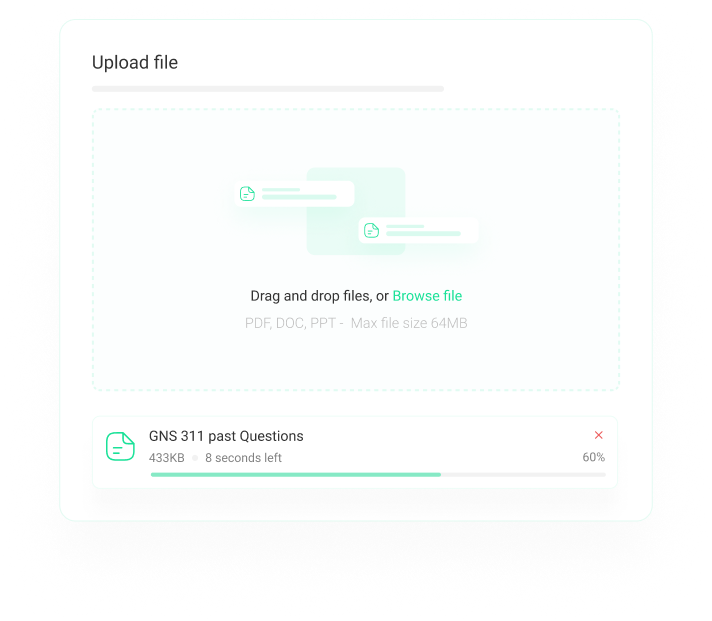 Upload file
Drag and drop files, or Browse file
PDF, DOC, PPT - Max file size 64MB
GNS 311 past Questions
433KB 8 seconds left 60%